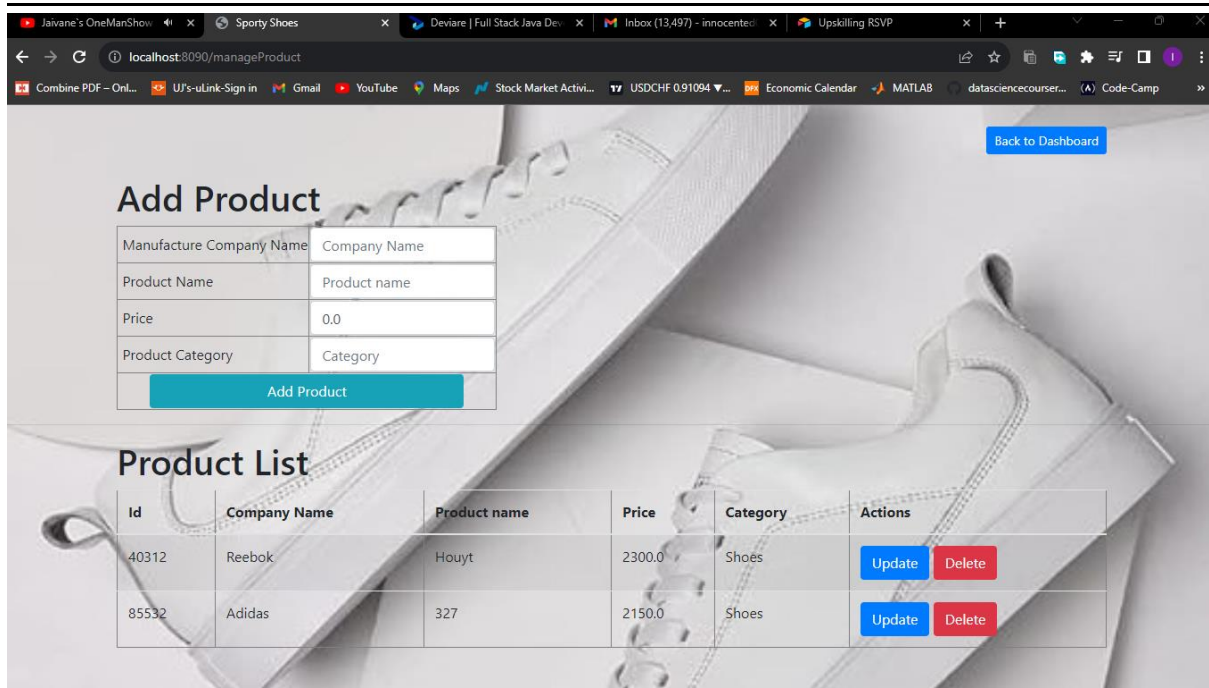 Jaivane's OneManShow
Sporty Shoes
Deviare | Full Stack Java Dev
Inbox (13,497) - innocented
Upskilling RSVP
localhost:8090/manageProduct
Combine PDF – Onl...
UJ's-uLink-Sign in
Gmail
YouTube
Maps
Stock Market Activi...
USDCHF 0.91094 ▼...
DFX
Economic Calendar
MATLAB
datasciencecourser...
(A)
Code-Camp
»
I
Back to Dashboard
Add Product
Manufacture Company Name Company Name
Product Name Product name
Price 0.0
Product Category Category
Add Product
Product List
Id Company Name Product name Price Category Actions
40312 Reebok Houyt 2300.0 Shoes Update Delete
85532 Adidas 327 2150.0 Shoes Update Delete